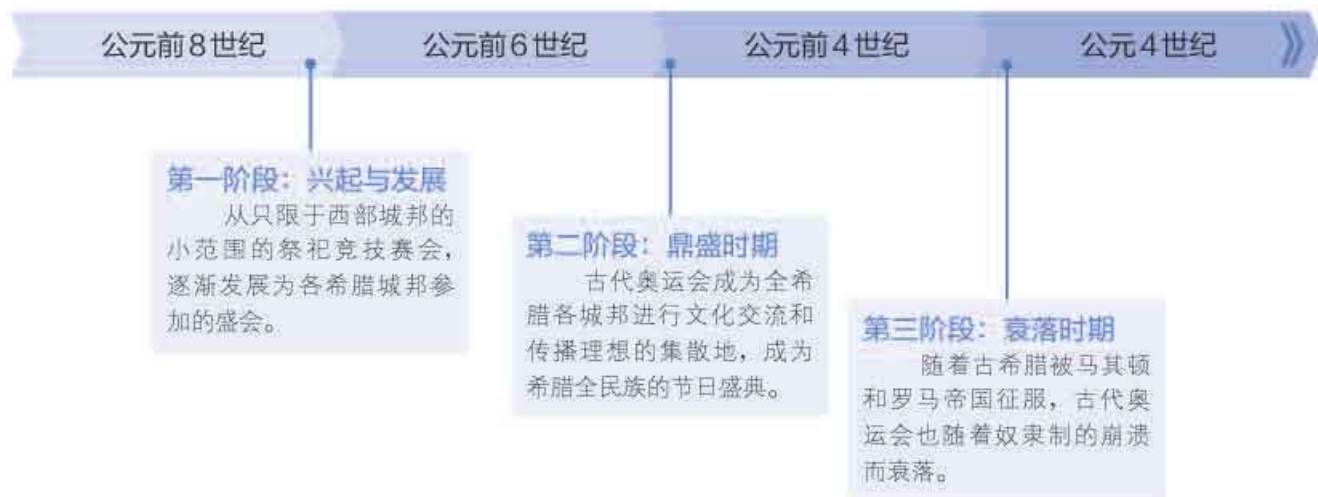 公元前8世纪
公元前6世纪
公元前4世纪
公元4世纪
第一阶段：兴起与发展
从只限于西部城邦的
小范围的祭祀竞技赛会，
逐渐发展为各希腊城邦参
加的盛会。
第二阶段：鼎盛时期
古代奥运会成为全希
腊各城邦进行文化交流和
传播理想的集散地，成为
希腊全民族的节日盛典。
第三阶段：衰落时期
随着古希腊被马其顿
和罗马帝国征服，古代奥
运会也随着奴隶制的崩溃
而衰落。